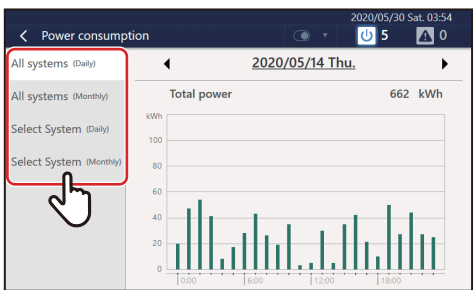 2020/05/30 Sat. 03:54
Power consumption
5
0
All systems (Daily)
All systems (Monthly)
Select System (Daily)
Select System (Monthly)
2020/05/14 Thu.
Total power 662 kWh
kWh
100
80
60
40
20
0
0:00 6:00 12:00 18:00